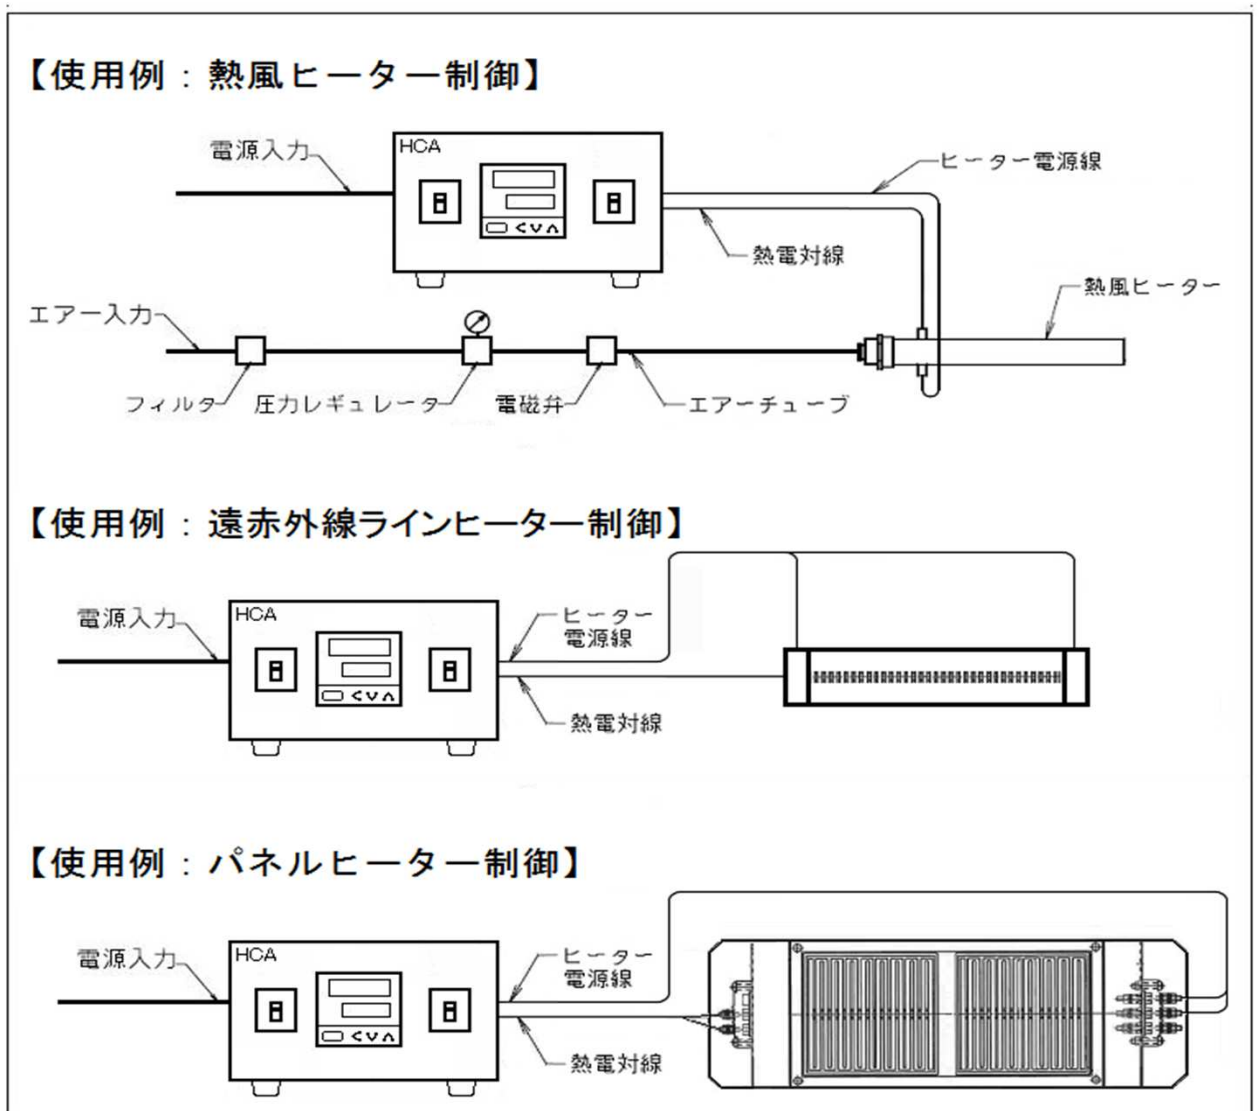 【使用例：熱風ヒーター制御】
電源入力
HCA
ヒーター電源線
熱電対線
熱風ヒーター
エアー入力
フィルタ
圧力レギュレータ
電磁弁
エアーチューブ
【使用例：遠赤外線ラインヒーター制御】
電源入力
HCA
ヒーター
電源線
熱電対線
【使用例：パネルヒーター制御】
電源入力
HCA
ヒーター
電源線
熱電対線